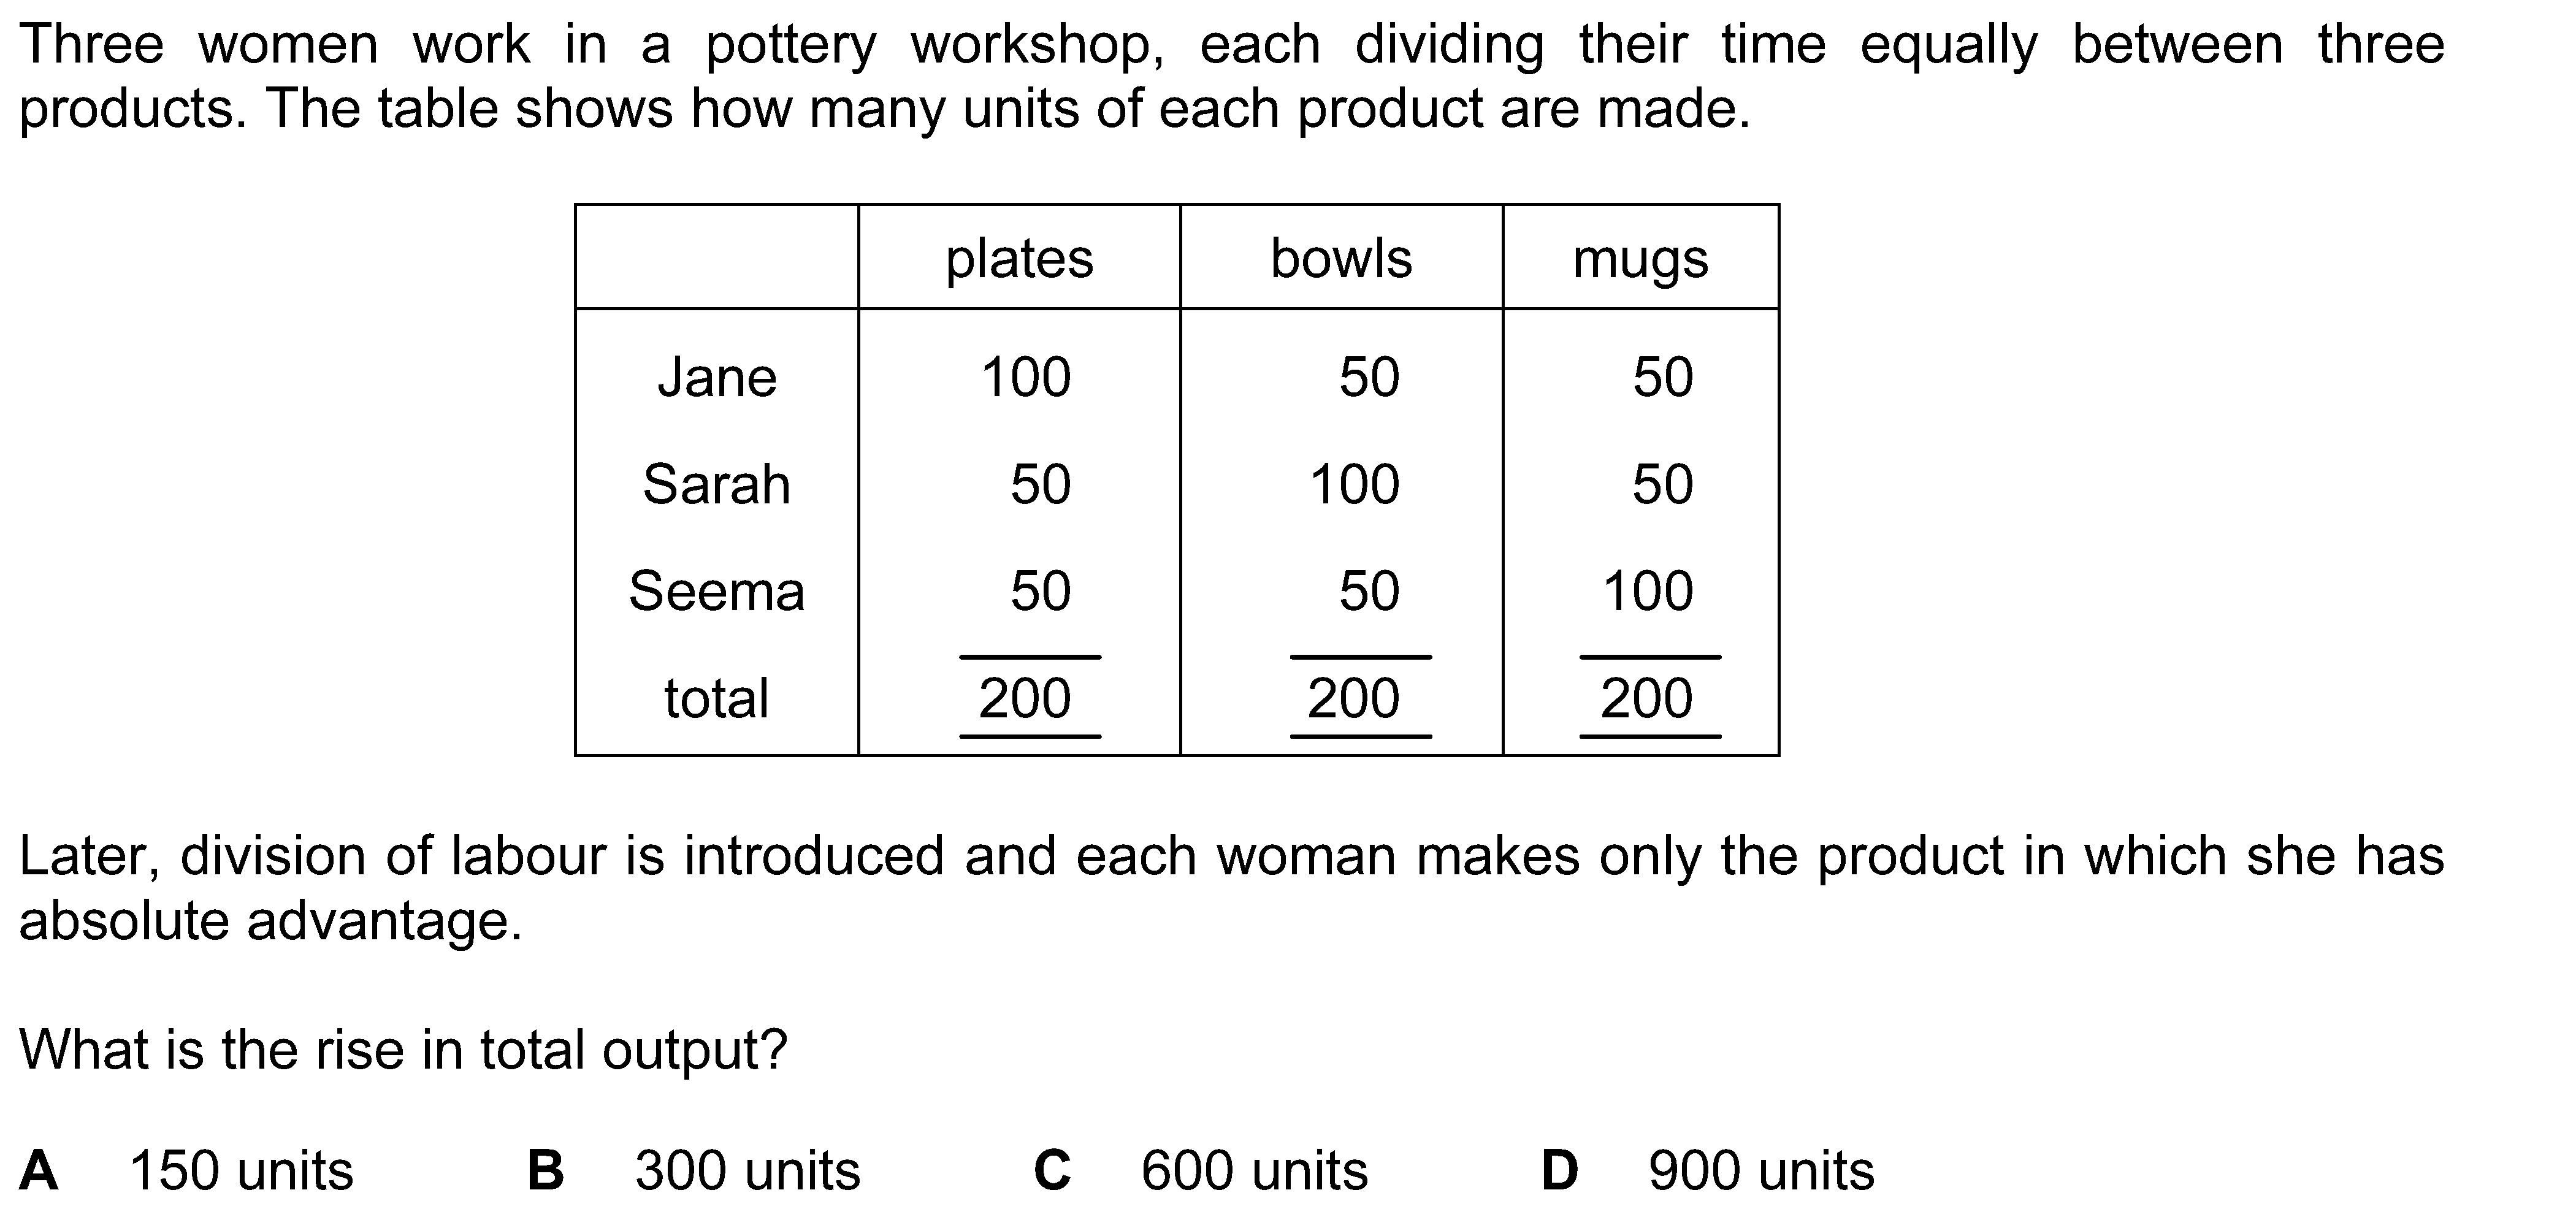 Three women work in a pottery workshop, each dividing their time equally between three
products. The table shows how many units of each product are made.
plates bowls mugs
Jane 100 50 50
Sarah 50 100 50
Seema 50 50 100
total 200 200 200
Later, division of labour is introduced and each woman makes only the product in which she has
absolute advantage.
What is the rise in total output?
A 150 units B 300 units C 600 units D 900 units